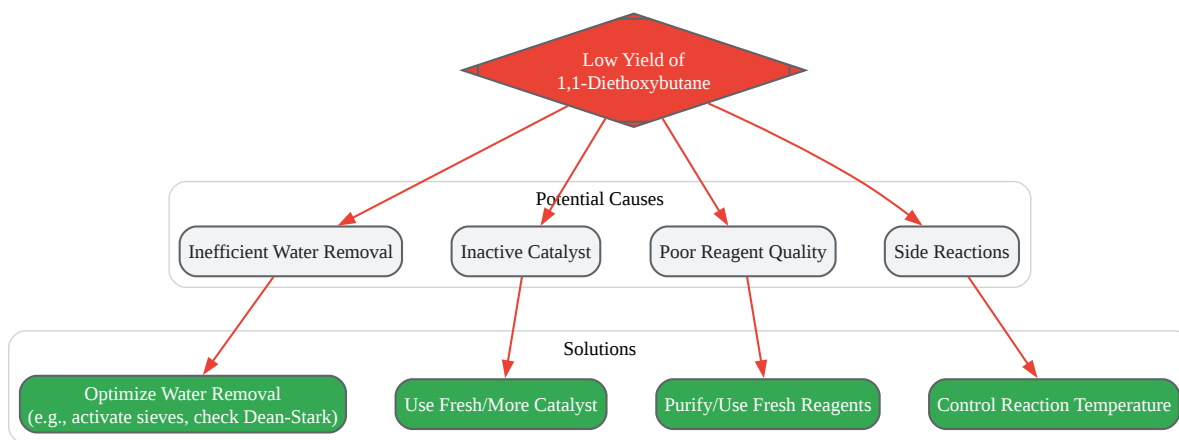 Low Yield of
1,1-Diethoxybutane
Potential Causes
Inefficient Water Removal
Inactive Catalyst
Poor Reagent Quality
Side Reactions
Solutions
Optimize Water Removal
(e.g., activate sieves, check Dean-Stark)
Use Fresh/More Catalyst
Purify/Use Fresh Reagents
Control Reaction Temperature